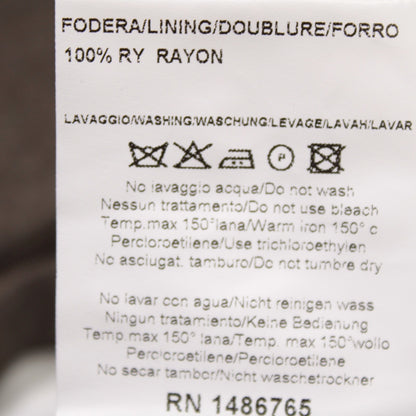 FODERA/LINING/DOUBLURE/FORRO
100% RY RAYON
LAVAGGIO/WASHING/WASCHUNG/LEVAGE/LAVAH/LAVAR
P
No lavaggio acqua/Do not wash
Nessun trattamento/Do not use bleach
Temp.max 150°lana/Warm iron 150° c
Percloroetilene/Use trichloroethylen
No asciugat. tamburo/Do not tumbre dry
No lavar con agua/Nicht reinigen wass
Ningun tratamiento/Keine Bedienung
Temp.max 150° lana/Temp.max 150°wollo
Percloroetilene/Percloroetilene
No secar tambor/Nicht waschetrockner
RN 1486765